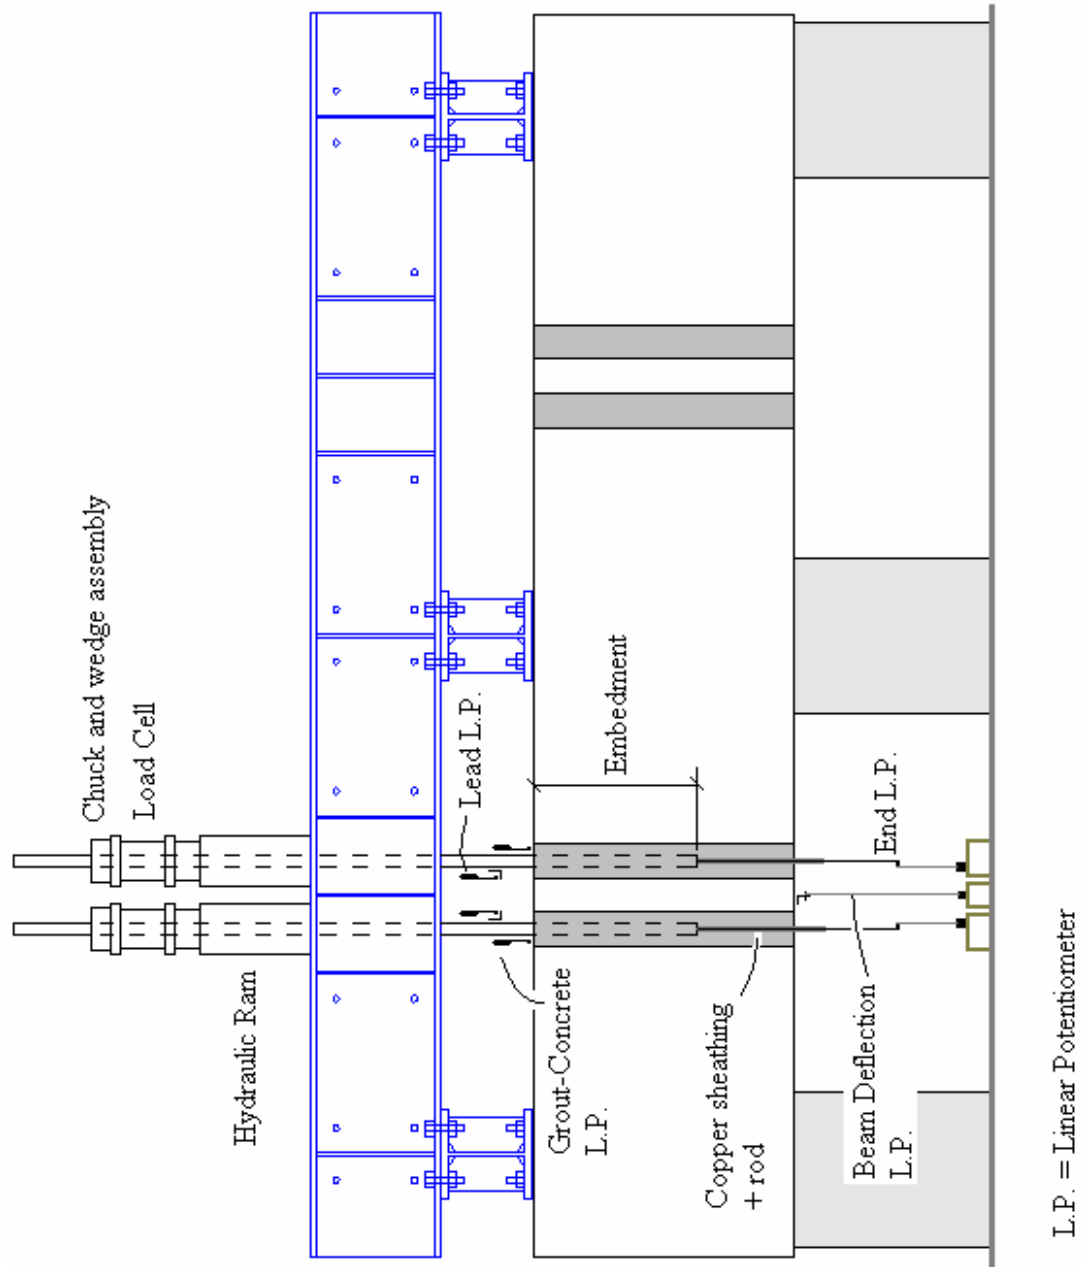 Chuck and wedge assembly
Load Cell
Hydraulic Ram
Lead L.P.
Grout-Concrete
L.P.
Embedment
Copper sheathing
+ rod
End L.P.
Beam Deflection
L.P.
L.P. = Linear Potentiometer